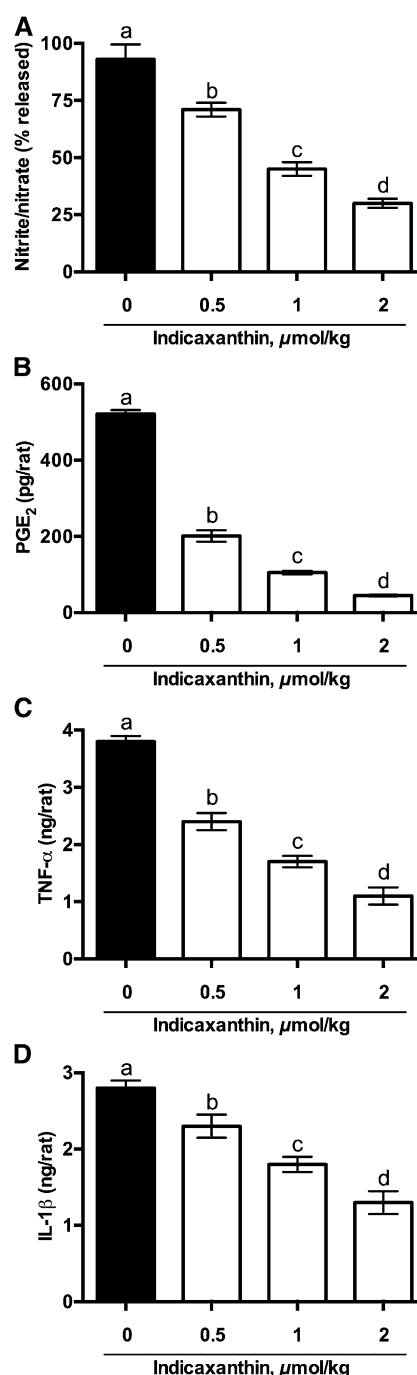 A
Nitrite/nitrate (% released)
100
75
50
25
0
a
b
c
d
0 0.5 1 2
Indicaxanthin, µmol/kg
B
PGE2 (pg/rat)
600
400
200
0
a
b
c
d
0 0.5 1 2
Indicaxanthin, µmol/kg
C
TNF-α (ng/rat)
4
3
2
1
0
a
b
c
d
0 0.5 1 2
Indicaxanthin, µmol/kg
D
IL-1β (ng/rat)
3
2
1
0
a
b
c
d
0 0.5 1 2
Indicaxanthin, µmol/kg